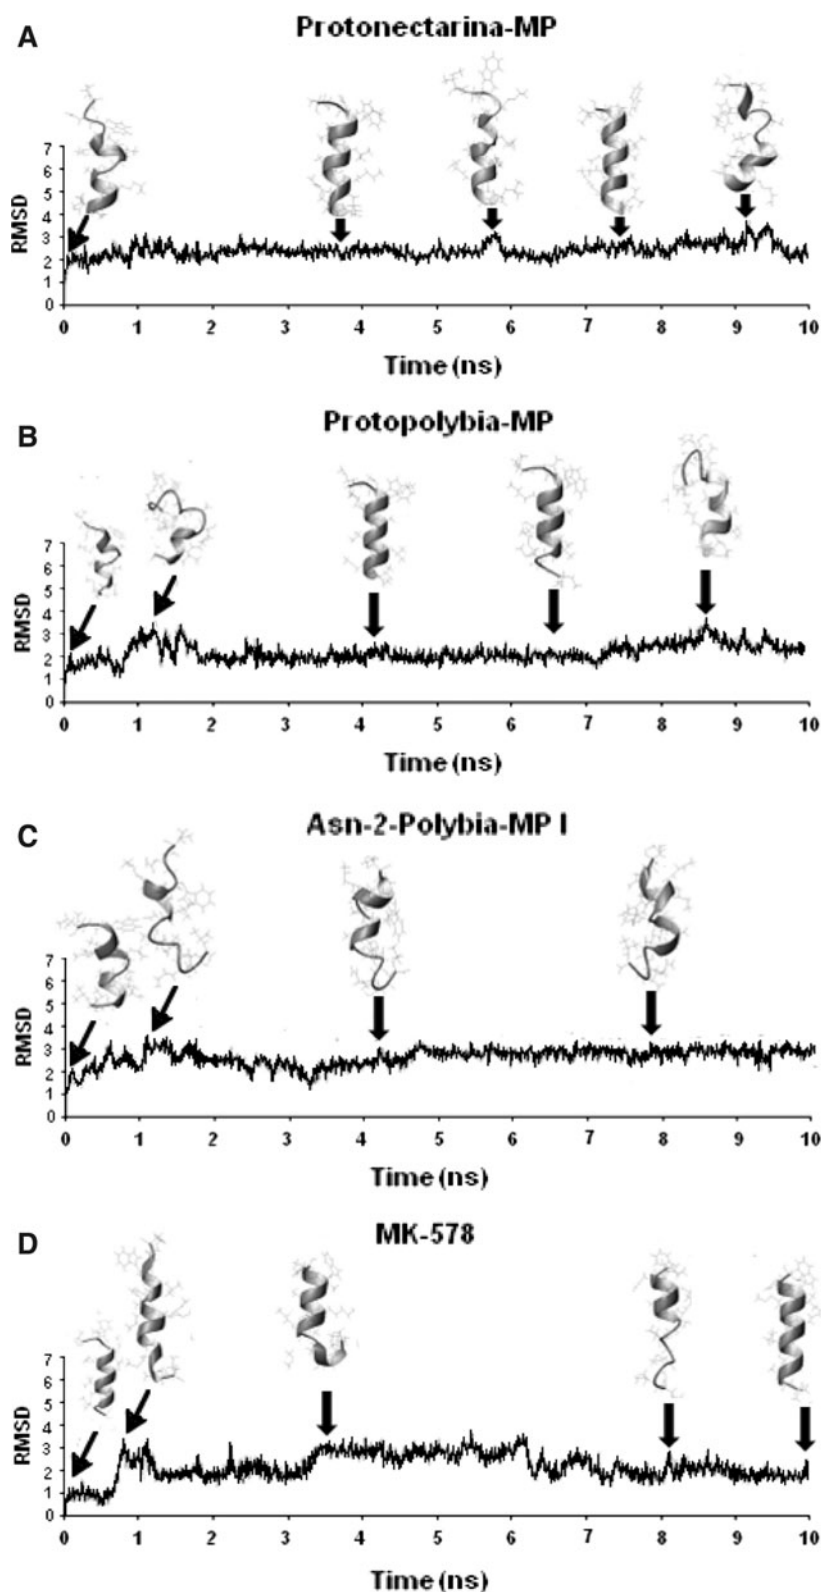 A
Protonectarina-MP
RMSD
7
6
5
4
3
2
1
0
0 1 2 3 4 5 6 7 8 9 10
Time (ns)
B
Protopolybia-MP
RMSD
7
6
5
4
3
2
1
0
0 1 2 3 4 5 6 7 8 9 10
Time (ns)
C
Asn-2-Polybia-MP I
RMSD
7
6
5
4
3
2
1
0
0 1 2 3 4 5 6 7 8 9 10
Time (ns)
D
MK-578
RMSD
7
6
5
4
3
2
1
0
0 1 2 3 4 5 6 7 8 9 10
Time (ns)